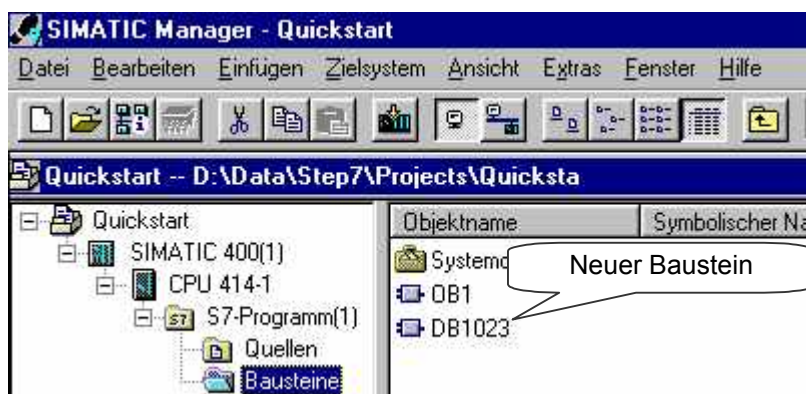 SIMATIC Manager - Quickstart
Datei Bearbeiten Einfügen Zielsystem Ansicht Extras Fenster Hilfe
Quickstart -- D:\Data\Step7\Projects\Quicksta
Quickstart
SIMATIC 400(1)
CPU 414-1
S7-Programm(1)
Quellen
Bausteine
Objektname Symbolischer Na
Neuer Baustein
OB1
DB1023